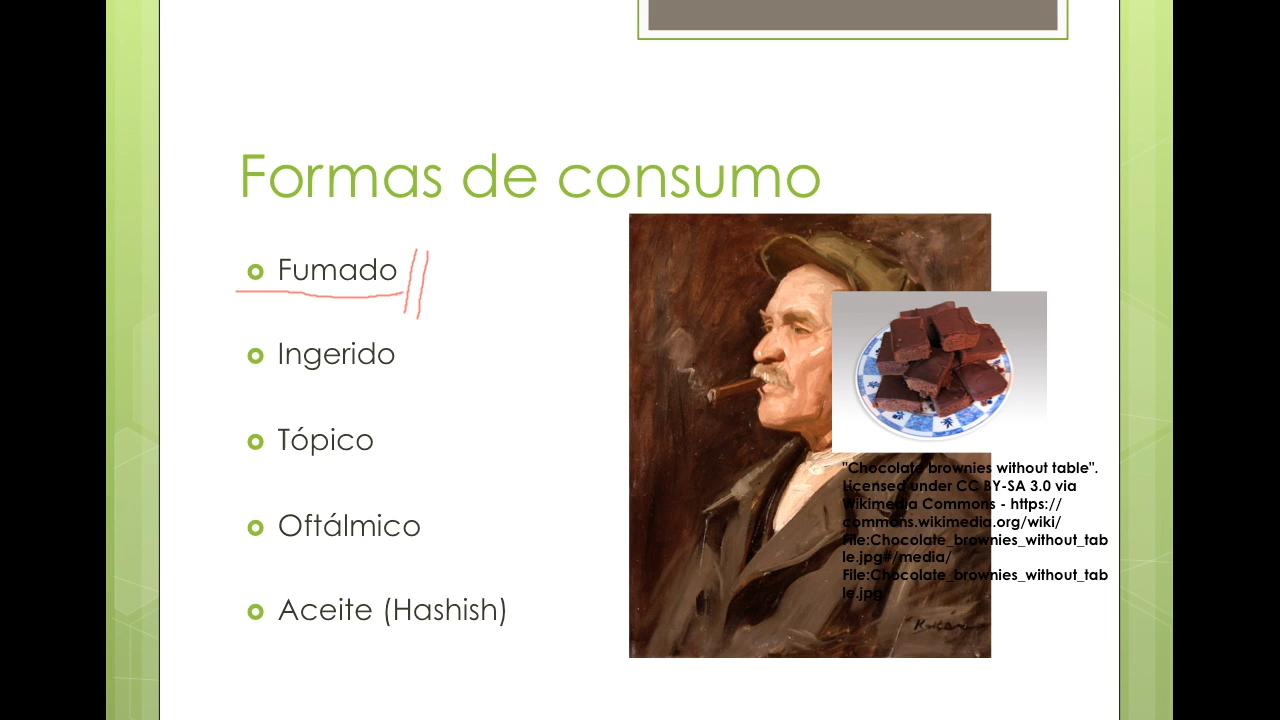 Formas de consumo
Fumado
Ingerido
Tópico
Oftálmico
Aceite (Hashish)
"Chocolate brownies without table".
Licensed under CC BY-SA 3.0 via
Wikimedia Commons - https://
commons.wikimedia.org/wiki/
File:Chocolate_brownies_without_tab
le.jpg#/media/
File:Chocolate_brownies_without_tab
le.jpg